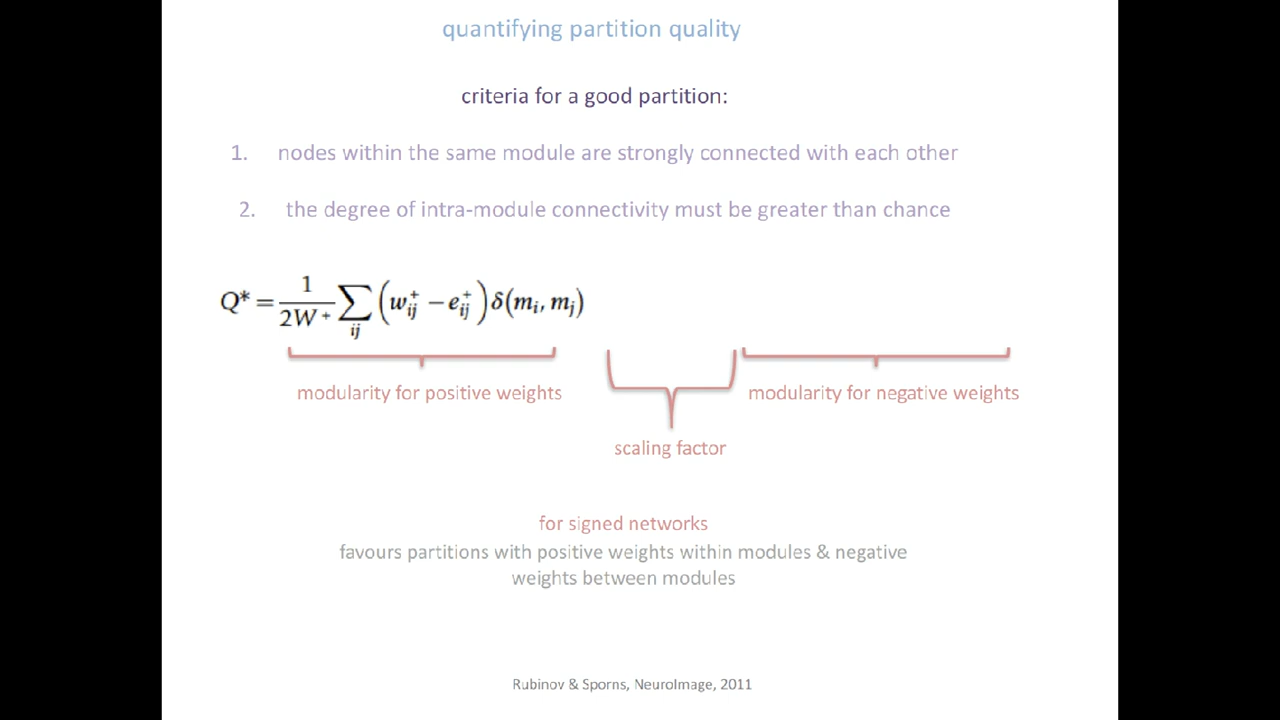 quantifying partition quality
criteria for a good partition:
1. nodes within the same module are strongly connected with each other
2. the degree of intra-module connectivity must be greater than chance
Q* = 1/2W⁺ ∑ij (w⁺ij − e⁺ij) δ(mi, mj)
modularity for positive weights
modularity for negative weights
scaling factor
for signed networks
favours partitions with positive weights within modules & negative
weights between modules
Rubinov & Sporns, NeuroImage, 2011